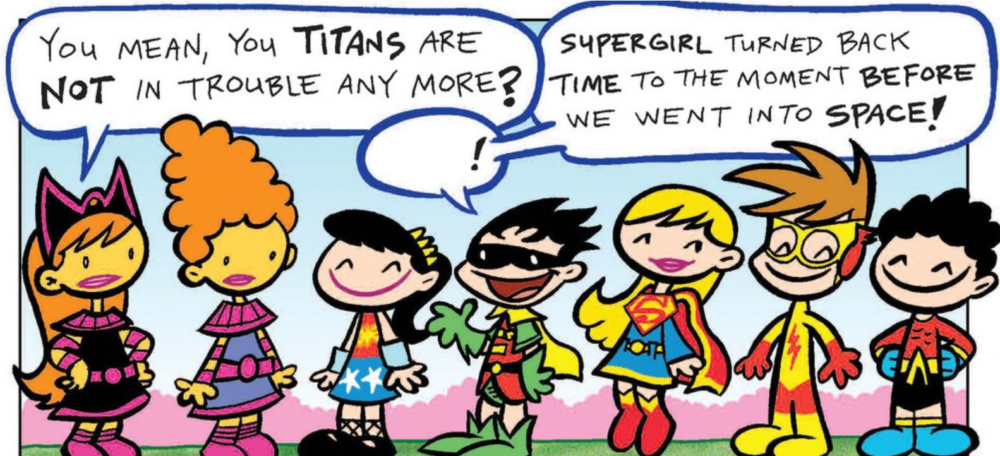 YOU MEAN, YOU TITANS ARE
NOT IN TROUBLE ANY MORE?
!
SUPERGIRL TURNED BACK
TIME TO THE MOMENT BEFORE
WE WENT INTO SPACE!
S